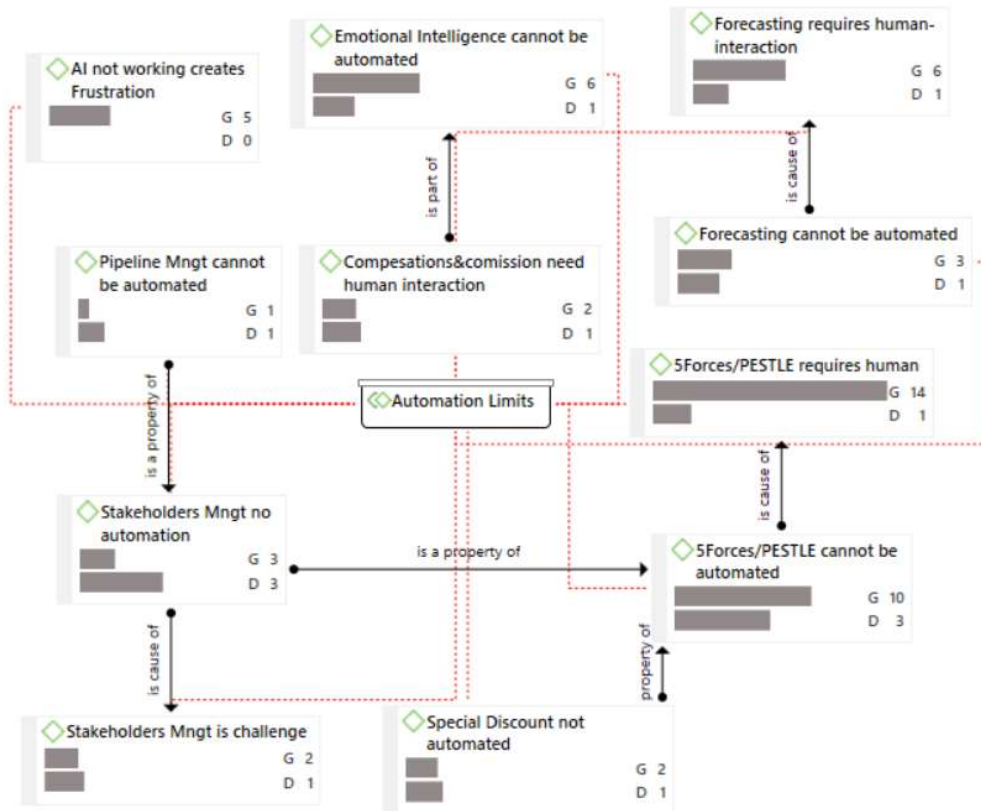 Emotional Intelligence cannot be
automated
G 6
D 1
Forecasting requires human-
interaction
G 6
D 1
AI not working creates
Frustration
G 5
D 0
is part of
is cause of
Pipeline Mngt cannot
be automated
G 1
D 1
Compesations&comission need
human interaction
G 2
D 1
Forecasting cannot be automated
G 3
D 1
5Forces/PESTLE requires human
G 14
D 1
Automation Limits
is a property of
is cause of
Stakeholders Mngt no
automation
G 3
D 3
is a property of
5Forces/PESTLE cannot be
automated
G 10
D 3
is cause of
property of
Stakeholders Mngt is challenge
G 2
D 1
Special Discount not
automated
G 2
D 1